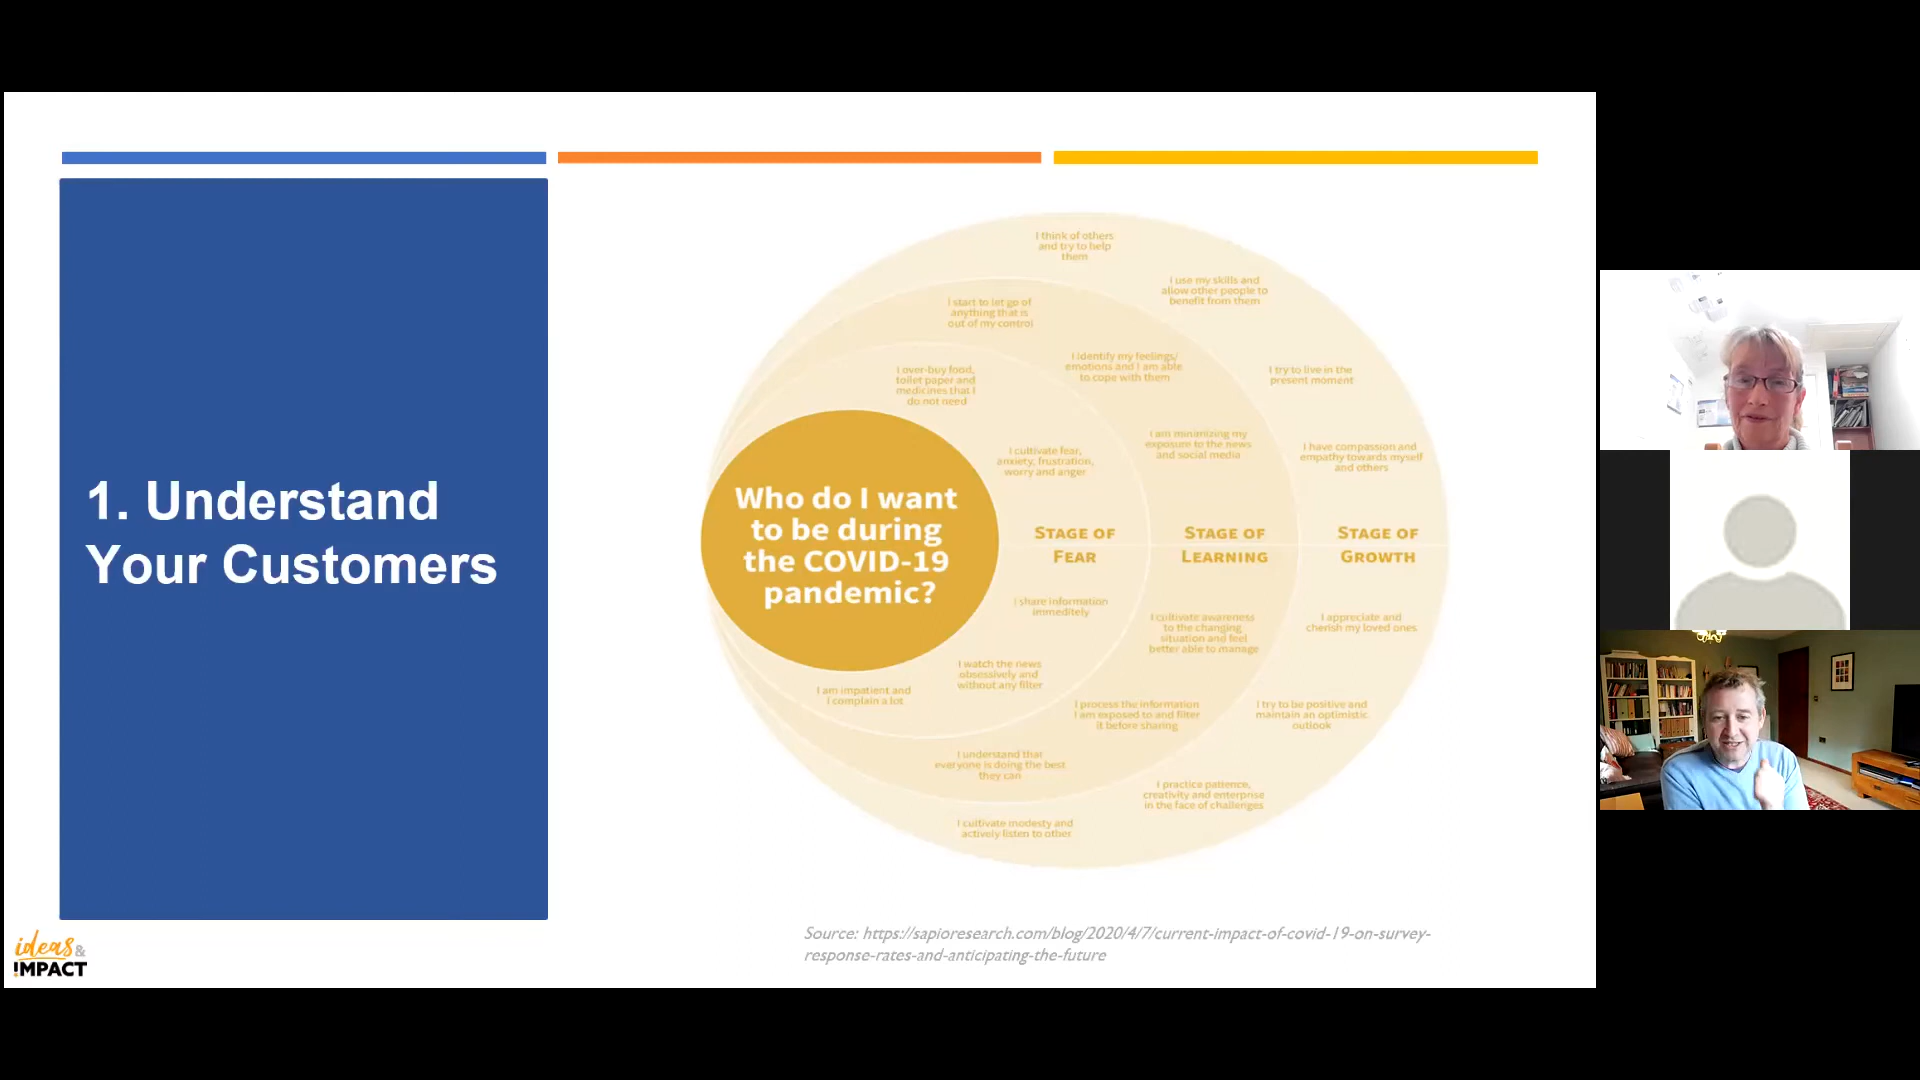 1. Understand
Your Customers
I think of others
and try to help
them
I use my skills and
allow other people to
benefit from them
I start to let go of
anything that is
out of my control
I identify my feelings/
emotions and I am able
to cope with them
I try to live in the
present moment
I over-buy food,
toilet paper and
medicines that I
do not need
I am minimizing my
exposure to the news
and social media
I have compassion and
empathy towards myself
and others
I cultivate fear,
anxiety, frustration,
worry and anger
Who do I want
to be during
the COVID-19
pandemic?
STAGE OF
FEAR
STAGE OF
LEARNING
STAGE OF
GROWTH
I share information
immeditely
I cultivate awareness
to the changing
situation and feel
better able to manage
I appreciate and
cherish my loved ones
I watch the news
obsessively and
without any filter
I am impatient and
I complain a lot
I process the information
I am exposed to and filter
it before sharing
I try to be positive and
maintain an optimistic
outlook
I understand that
everyone is doing the best
they can
I practice patience,
creativity and enterprise
in the face of challenges
I cultivate modesty and
actively listen to other
Source: https://sapioresearch.com/blog/2020/4/7/current-impact-of-covid-19-on-survey-
response-rates-and-anticipating-the-future
ideas &
!MPACT